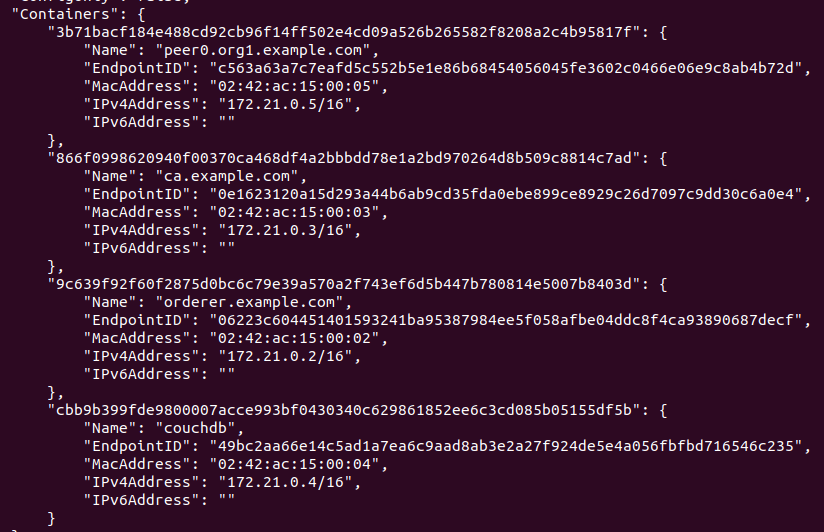 "Containers": {
"3b71bacf184e488cd92cb96f14ff502e4cd09a526b265582f8208a2c4b95817f": {
"Name": "peer0.org1.example.com",
"EndpointID": "c563a63a7c7eafd5c552b5e1e86b68454056045fe3602c0466e06e9c8ab4b72d",
"MacAddress": "02:42:ac:15:00:05",
"IPv4Address": "172.21.0.5/16",
"IPv6Address": ""
},
"866f0998620940f00370ca468df4a2bbbdd78e1a2bd970264d8b509c8814c7ad": {
"Name": "ca.example.com",
"EndpointID": "0e1623120a15d293a44b6ab9cd35fda0ebe899ce8929c26d7097c9dd30c6a0e4",
"MacAddress": "02:42:ac:15:00:03",
"IPv4Address": "172.21.0.3/16",
"IPv6Address": ""
},
"9c639f92f60f2875d0bc6c79e39a570a2f743ef6d5b447b780814e5007b8403d": {
"Name": "orderer.example.com",
"EndpointID": "06223c604451401593241ba95387984ee5f058afbe04ddc8f4ca93890687decf",
"MacAddress": "02:42:ac:15:00:02",
"IPv4Address": "172.21.0.2/16",
"IPv6Address": ""
},
"cbb9b399fde9800007acce993bf0430340c629861852ee6c3cd085b05155df5b": {
"Name": "couchdb",
"EndpointID": "49bc2aa66e14c5ad1a7ea6c9aad8ab3e2a27f924de5e4a056fbfbd716546c235",
"MacAddress": "02:42:ac:15:00:04",
"IPv4Address": "172.21.0.4/16",
"IPv6Address": ""
}